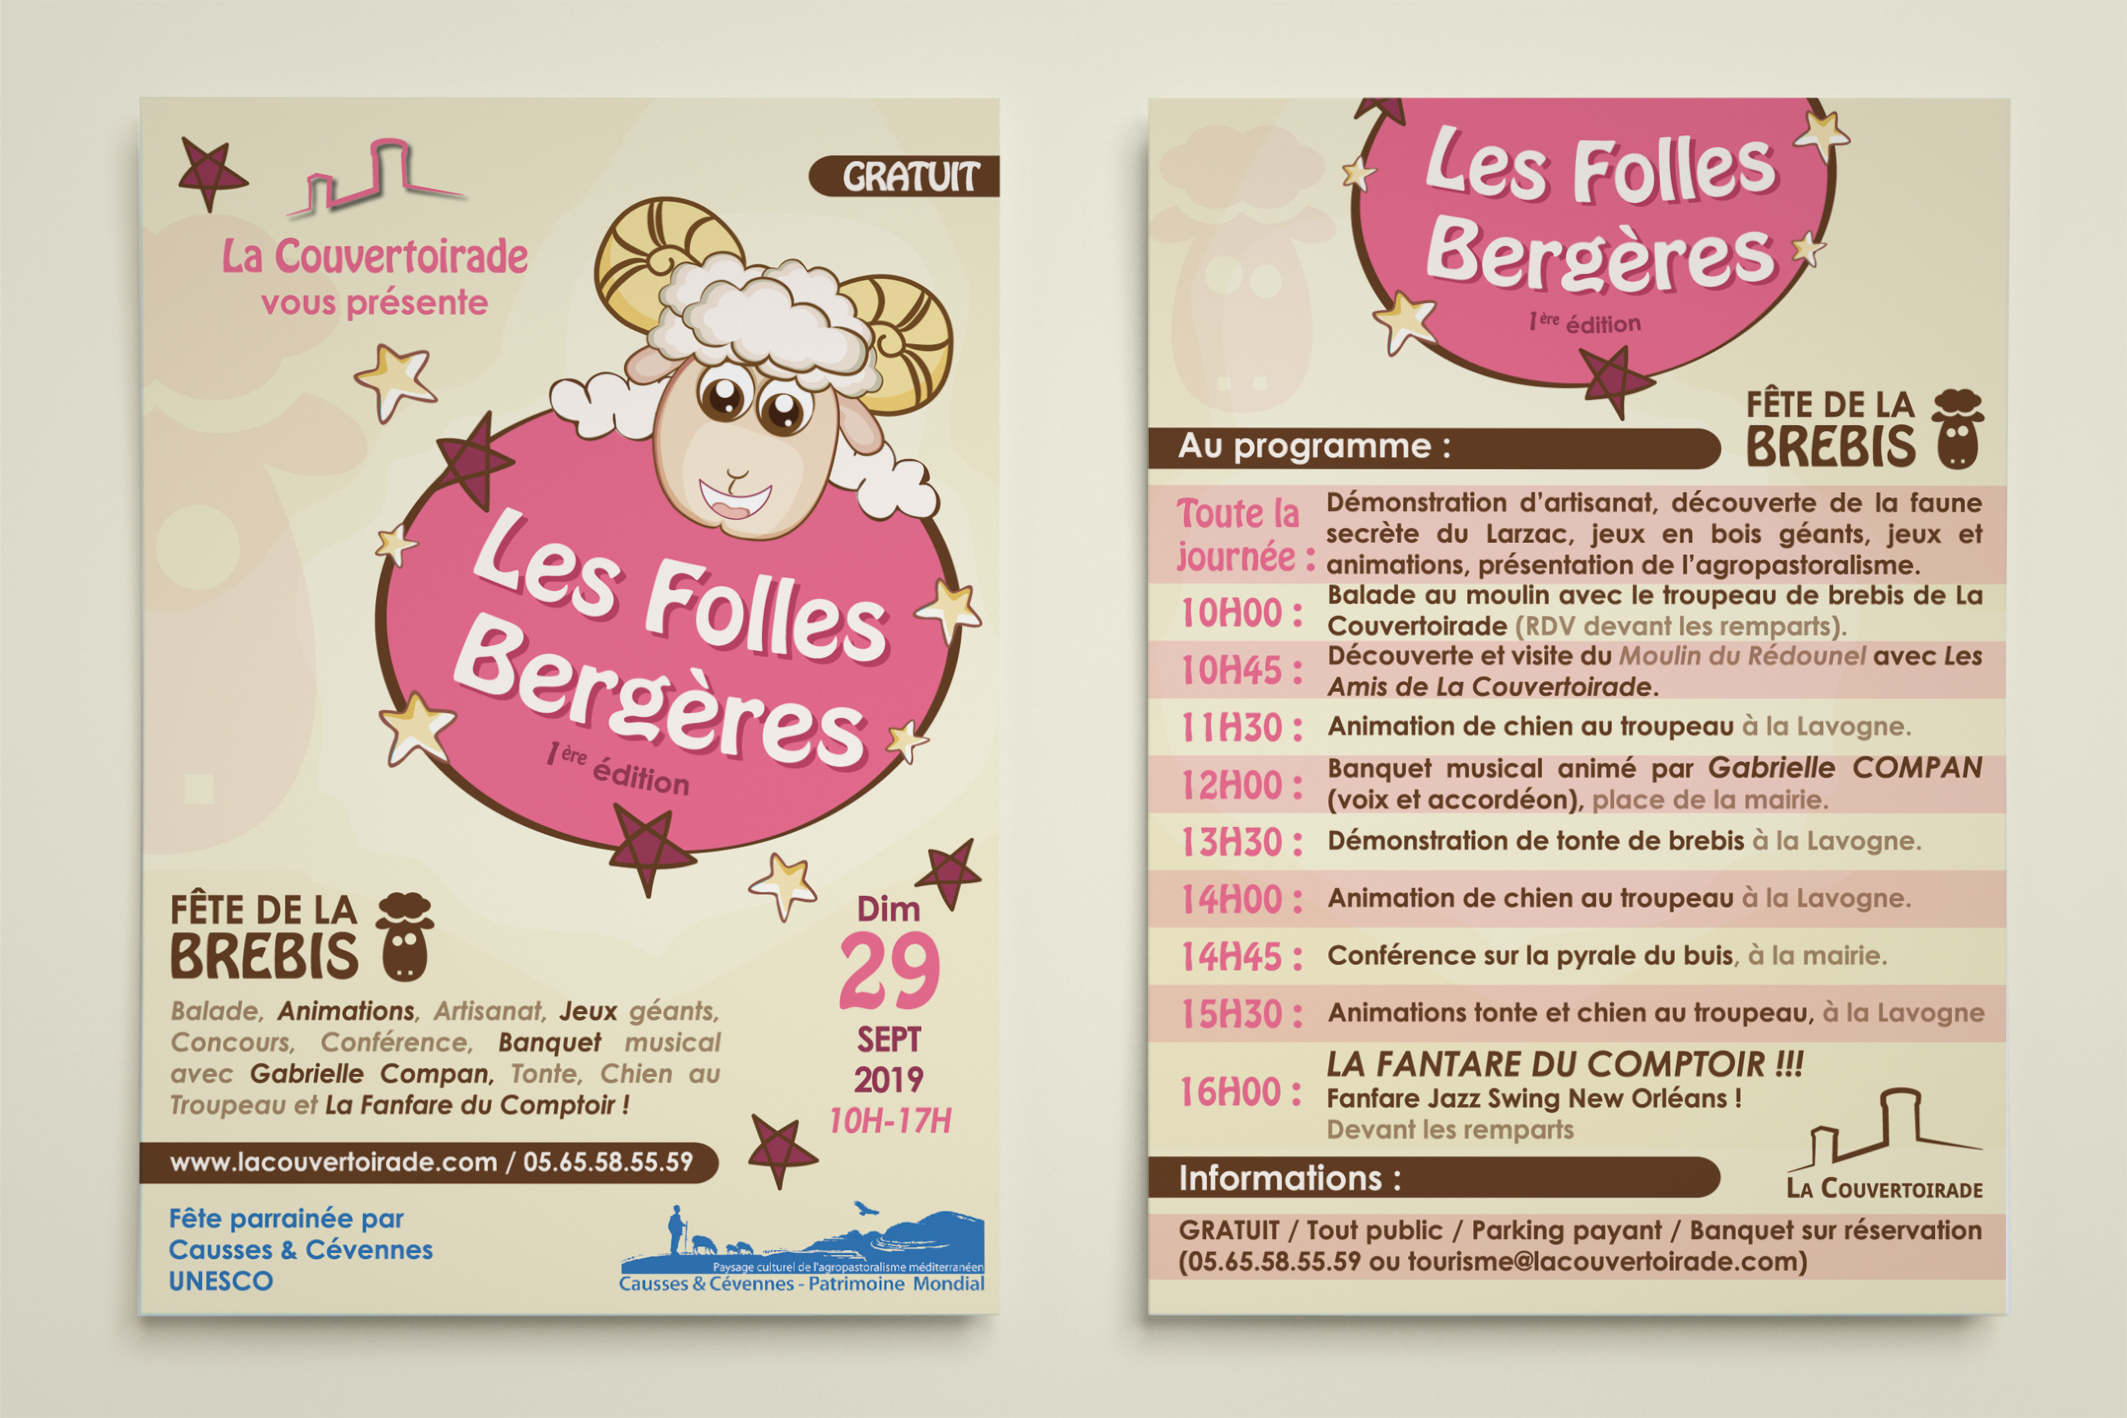 La Couvertoirade
vous présente
GRATUIT
Les Folles
Bergères
1ère édition
FÊTE DE LA
BREBIS
Balade, Animations, Artisanat, Jeux géants,
Concours, Conférence, Banquet musical
avec Gabrielle Compan, Tonte, Chien au
Troupeau et La Fanfare du Comptoir !
Dim
29
SEPT
2019
10H-17H
www.lacouvertoirade.com / 05.65.58.55.59
Fête parrainée par
Causses & Cévennes
UNESCO
Paysage culturel de l'agropastoralisme méditerranéen
Causses & Cévennes - Patrimoine Mondial
Les Folles
Bergères
1ère édition
FÊTE DE LA
BREBIS
Au programme :
Toute la
journée :
Démonstration d'artisanat, découverte de la faune
secrète du Larzac, jeux en bois géants, jeux et
animations, présentation de l'agropastoralisme.
10H00 :
Balade au moulin avec le troupeau de brebis de La
Couvertoirade (RDV devant les remparts).
10H45 :
Découverte et visite du Moulin du Rédounel avec Les
Amis de La Couvertoirade.
11H30 : Animation de chien au troupeau à la Lavogne.
12H00 :
Banquet musical animé par Gabrielle COMPAN
(voix et accordéon), place de la mairie.
13H30 : Démonstration de tonte de brebis à la Lavogne.
14H00 : Animation de chien au troupeau à la Lavogne.
14H45 : Conférence sur la pyrale du buis, à la mairie.
15H30 : Animations tonte et chien au troupeau, à la Lavogne
16H00 :
LA FANTARE DU COMPTOIR !!!
Fanfare Jazz Swing New Orléans !
Devant les remparts
LA COUVERTOIRADE
Informations :
GRATUIT / Tout public / Parking payant / Banquet sur réservation
(05.65.58.55.59 ou tourisme@lacouvertoirade.com)